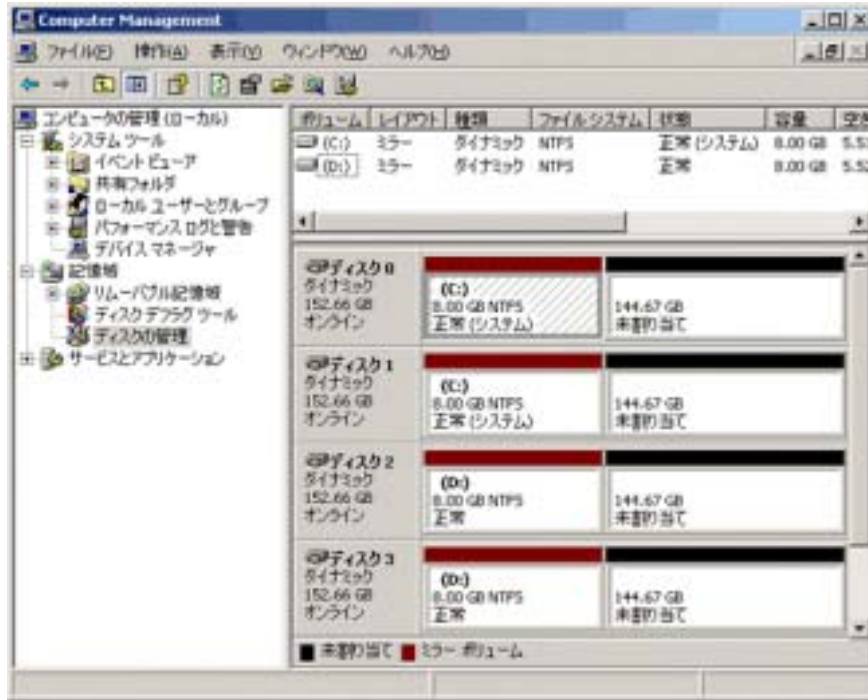 Computer Management
ファイル(F) 操作(A) 表示(V) ウィンドウ(W) ヘルプ(H)
コンピュータの管理 (ローカル)
システム ツール
イベント ビューア
共有フォルダ
ローカル ユーザーとグループ
パフォーマンス ログと警告
デバイス マネージャ
記憶域
リムーバブル記憶域
ディスク デフラグ ツール
ディスクの管理
サービスとアプリケーション
ボリューム レイアウト 種類 ファイル システム 状態 容量 空き
(C:) ミラー ダイナミック NTFS 正常 (システム) 8.00 GB
(D:) ミラー ダイナミック NTFS 正常 8.00 GB
ディスク 0
ダイナミック
152.66 GB
オンライン
(C:)
8.00 GB NTFS
正常 (システム)
144.67 GB
未割り当て
ディスク 1
ダイナミック
152.66 GB
オンライン
(C:)
8.00 GB NTFS
正常 (システム)
144.67 GB
未割り当て
ディスク 2
ダイナミック
152.66 GB
オンライン
(D:)
8.00 GB NTFS
正常
144.67 GB
未割り当て
ディスク 3
ダイナミック
152.66 GB
オンライン
(D:)
8.00 GB NTFS
正常
144.67 GB
未割り当て
未割り当て ミラー ボリューム